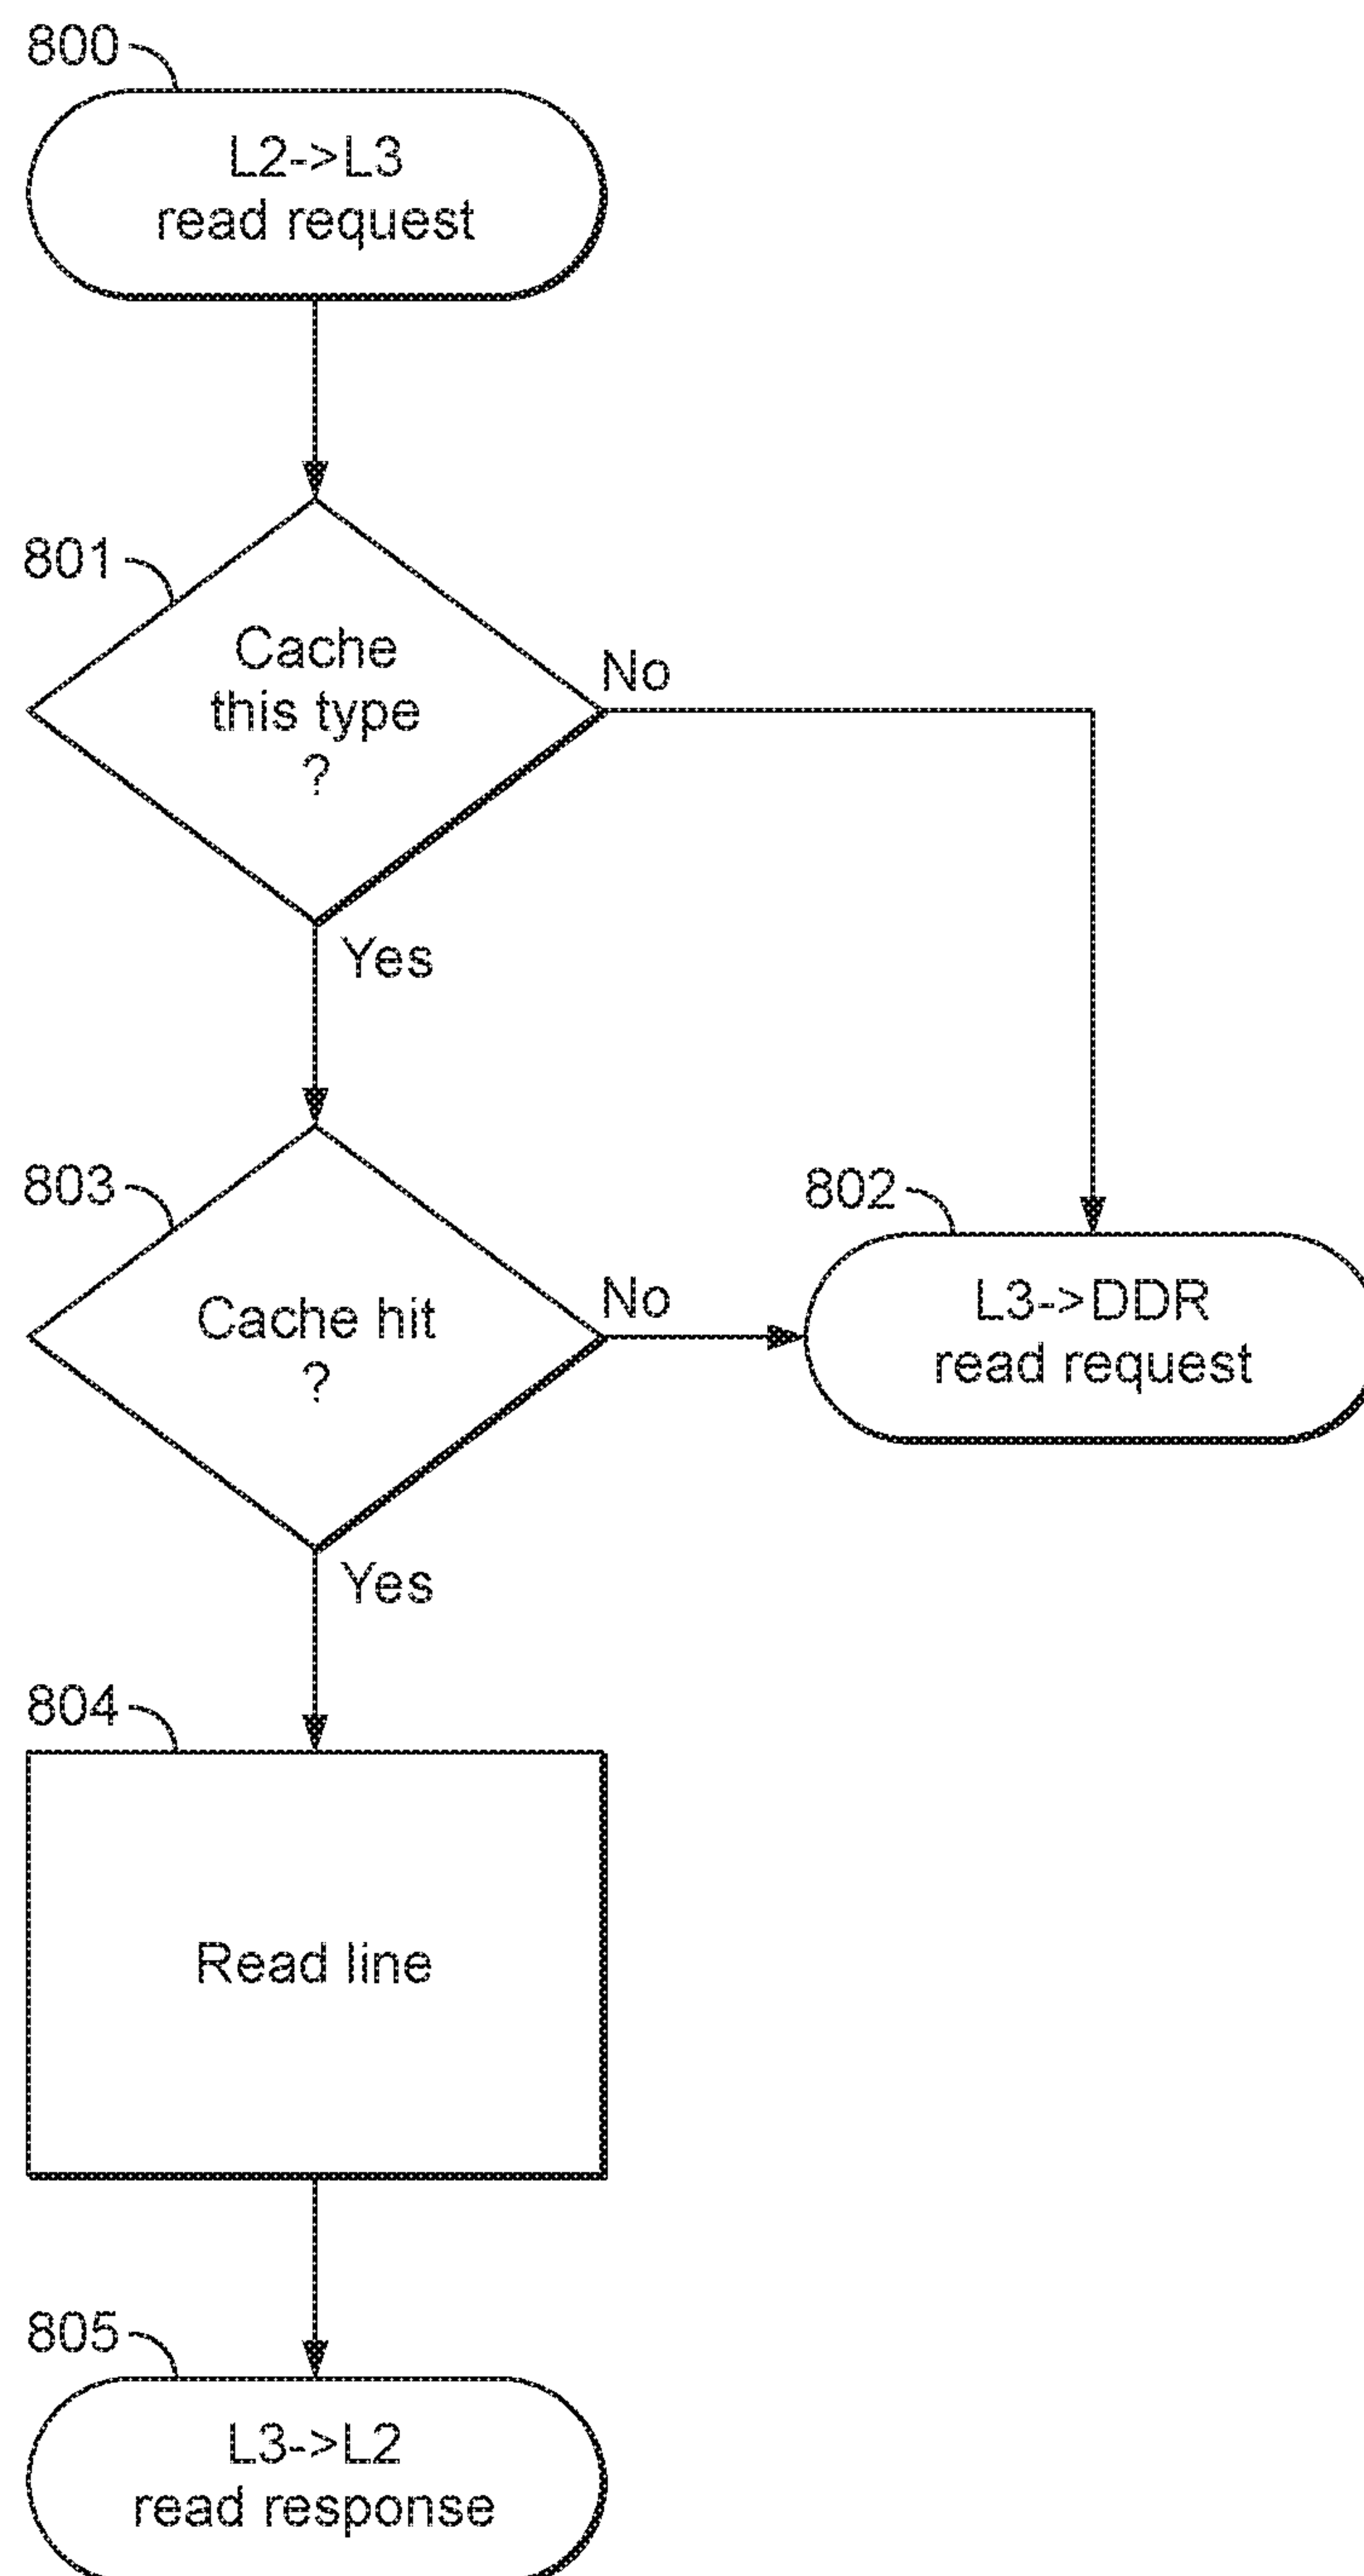 800
L2->L3
read request
801
Cache
this type
?
No
Yes
803
Cache hit
?
No
802
L3->DDR
read request
Yes
804
Read line
805
L3->L2
read response